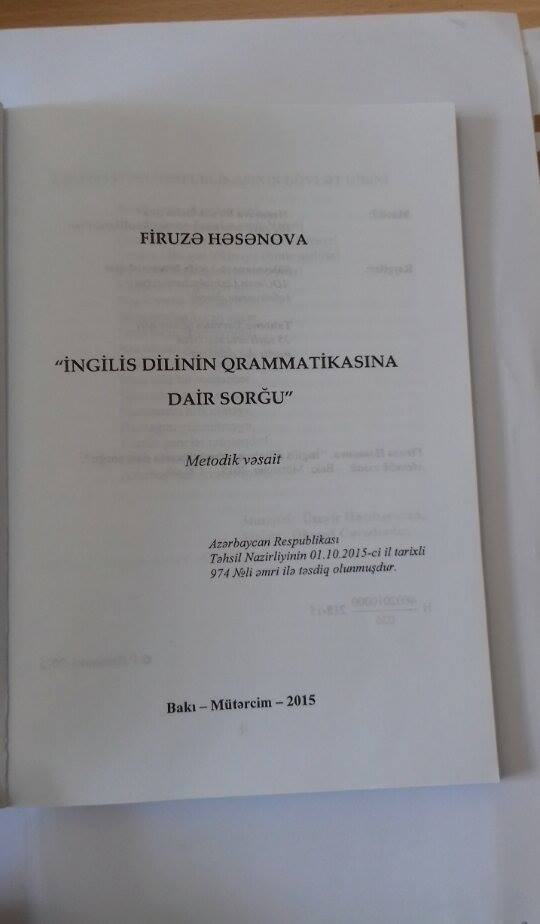 FİRUZƏ HƏSƏNOVA
“İNGİLİS DİLİNİN QRAMMATİKASINA
DAİR SORĞU”
Metodik vəsait
Azərbaycan Respublikası
Təhsil Nazirliyinin 01.10.2015-ci il tarixli
974 №li əmri ilə təsdiq olunmuşdur.
Bakı – Mütərcim – 2015